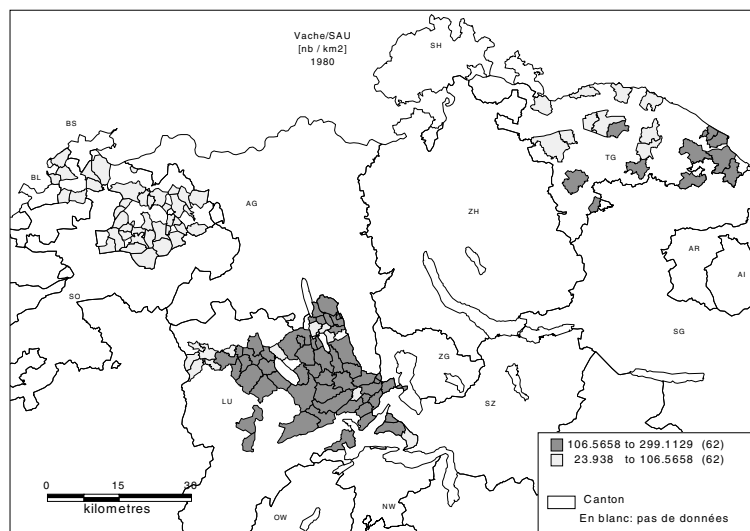 Vache/SAU
[nb / km2]
1980
SH
BS
BL
TG
AG
ZH
AR
AI
SO
SG
ZG
LU
SZ
106.5658 to 299.1129 (62)
23.938 to 106.5658 (62)
0 15 30
kilometres
Canton
OW
NW
En blanc: pas de données